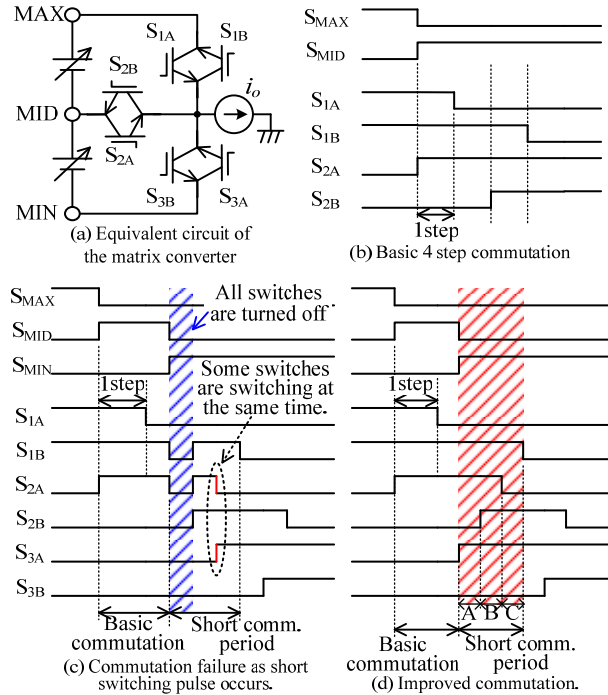 MAX
S1A
S1B
S2B
io
MID
S2A
S3B
S3A
MIN
(a) Equivalent circuit of
the matrix converter
SMAX
SMID
S1A
S1B
S2A
S2B
1step
(b) Basic 4 step commutation
SMAX
SMID
SMIN
All switches
are turned off
Some switches
are switching at
the same time.
1step
S1A
S1B
S2A
S2B
S3A
S3B
Basic
commutation
Short comm.
period
(c) Commutation failure as short
switching pulse occurs.
1step
A
B
C
Basic
commutation
Short comm.
period
(d) Improved commutation.